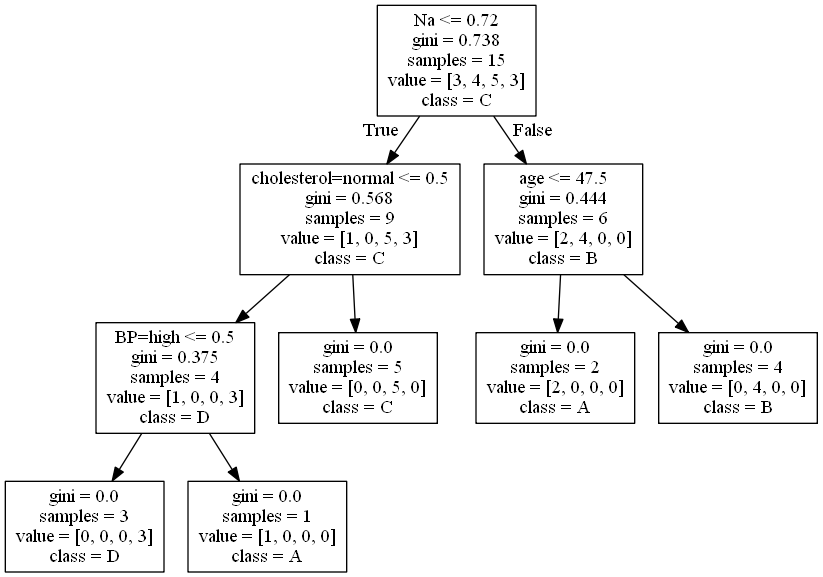 Na <= 0.72
gini = 0.738
samples = 15
value = [3, 4, 5, 3]
class = C
True
False
cholesterol=normal <= 0.5
gini = 0.568
samples = 9
value = [1, 0, 5, 3]
class = C
age <= 47.5
gini = 0.444
samples = 6
value = [2, 4, 0, 0]
class = B
BP=high <= 0.5
gini = 0.375
samples = 4
value = [1, 0, 0, 3]
class = D
gini = 0.0
samples = 5
value = [0, 0, 5, 0]
class = C
gini = 0.0
samples = 2
value = [2, 0, 0, 0]
class = A
gini = 0.0
samples = 4
value = [0, 4, 0, 0]
class = B
gini = 0.0
samples = 3
value = [0, 0, 0, 3]
class = D
gini = 0.0
samples = 1
value = [1, 0, 0, 0]
class = A